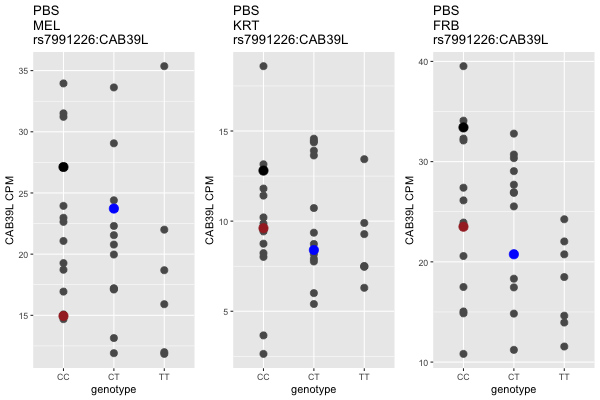 PBS
MEL
rs7991226:CAB39L
CAB39L CPM
35
30
25
20
15
CC CT TT
genotype
PBS
KRT
rs7991226:CAB39L
CAB39L CPM
15
10
5
CC CT TT
genotype
PBS
FRB
rs7991226:CAB39L
CAB39L CPM
40
30
20
10
CC CT TT
genotype